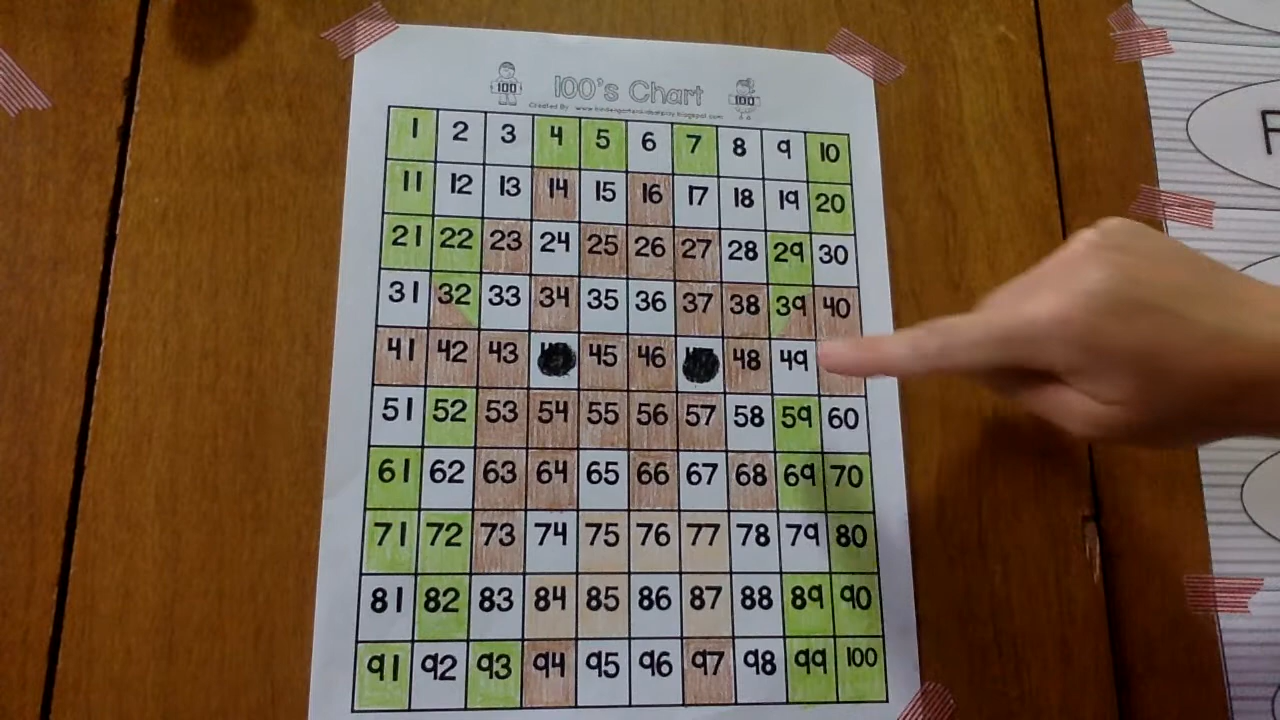 100 100's Chart 100
Created By
1 2 3 4 5 6 7 8 9 10
11 12 13 14 15 16 17 18 19 20
21 22 23 24 25 26 27 28 29 30
31 32 33 34 35 36 37 38 39 40
41 42 43 45 46 48 49
51 52 53 54 55 56 57 58 59 60
61 62 63 64 65 66 67 68 69 70
71 72 73 74 75 76 77 78 79 80
81 82 83 84 85 86 87 88 89 90
91 92 93 94 95 96 97 98 99 100